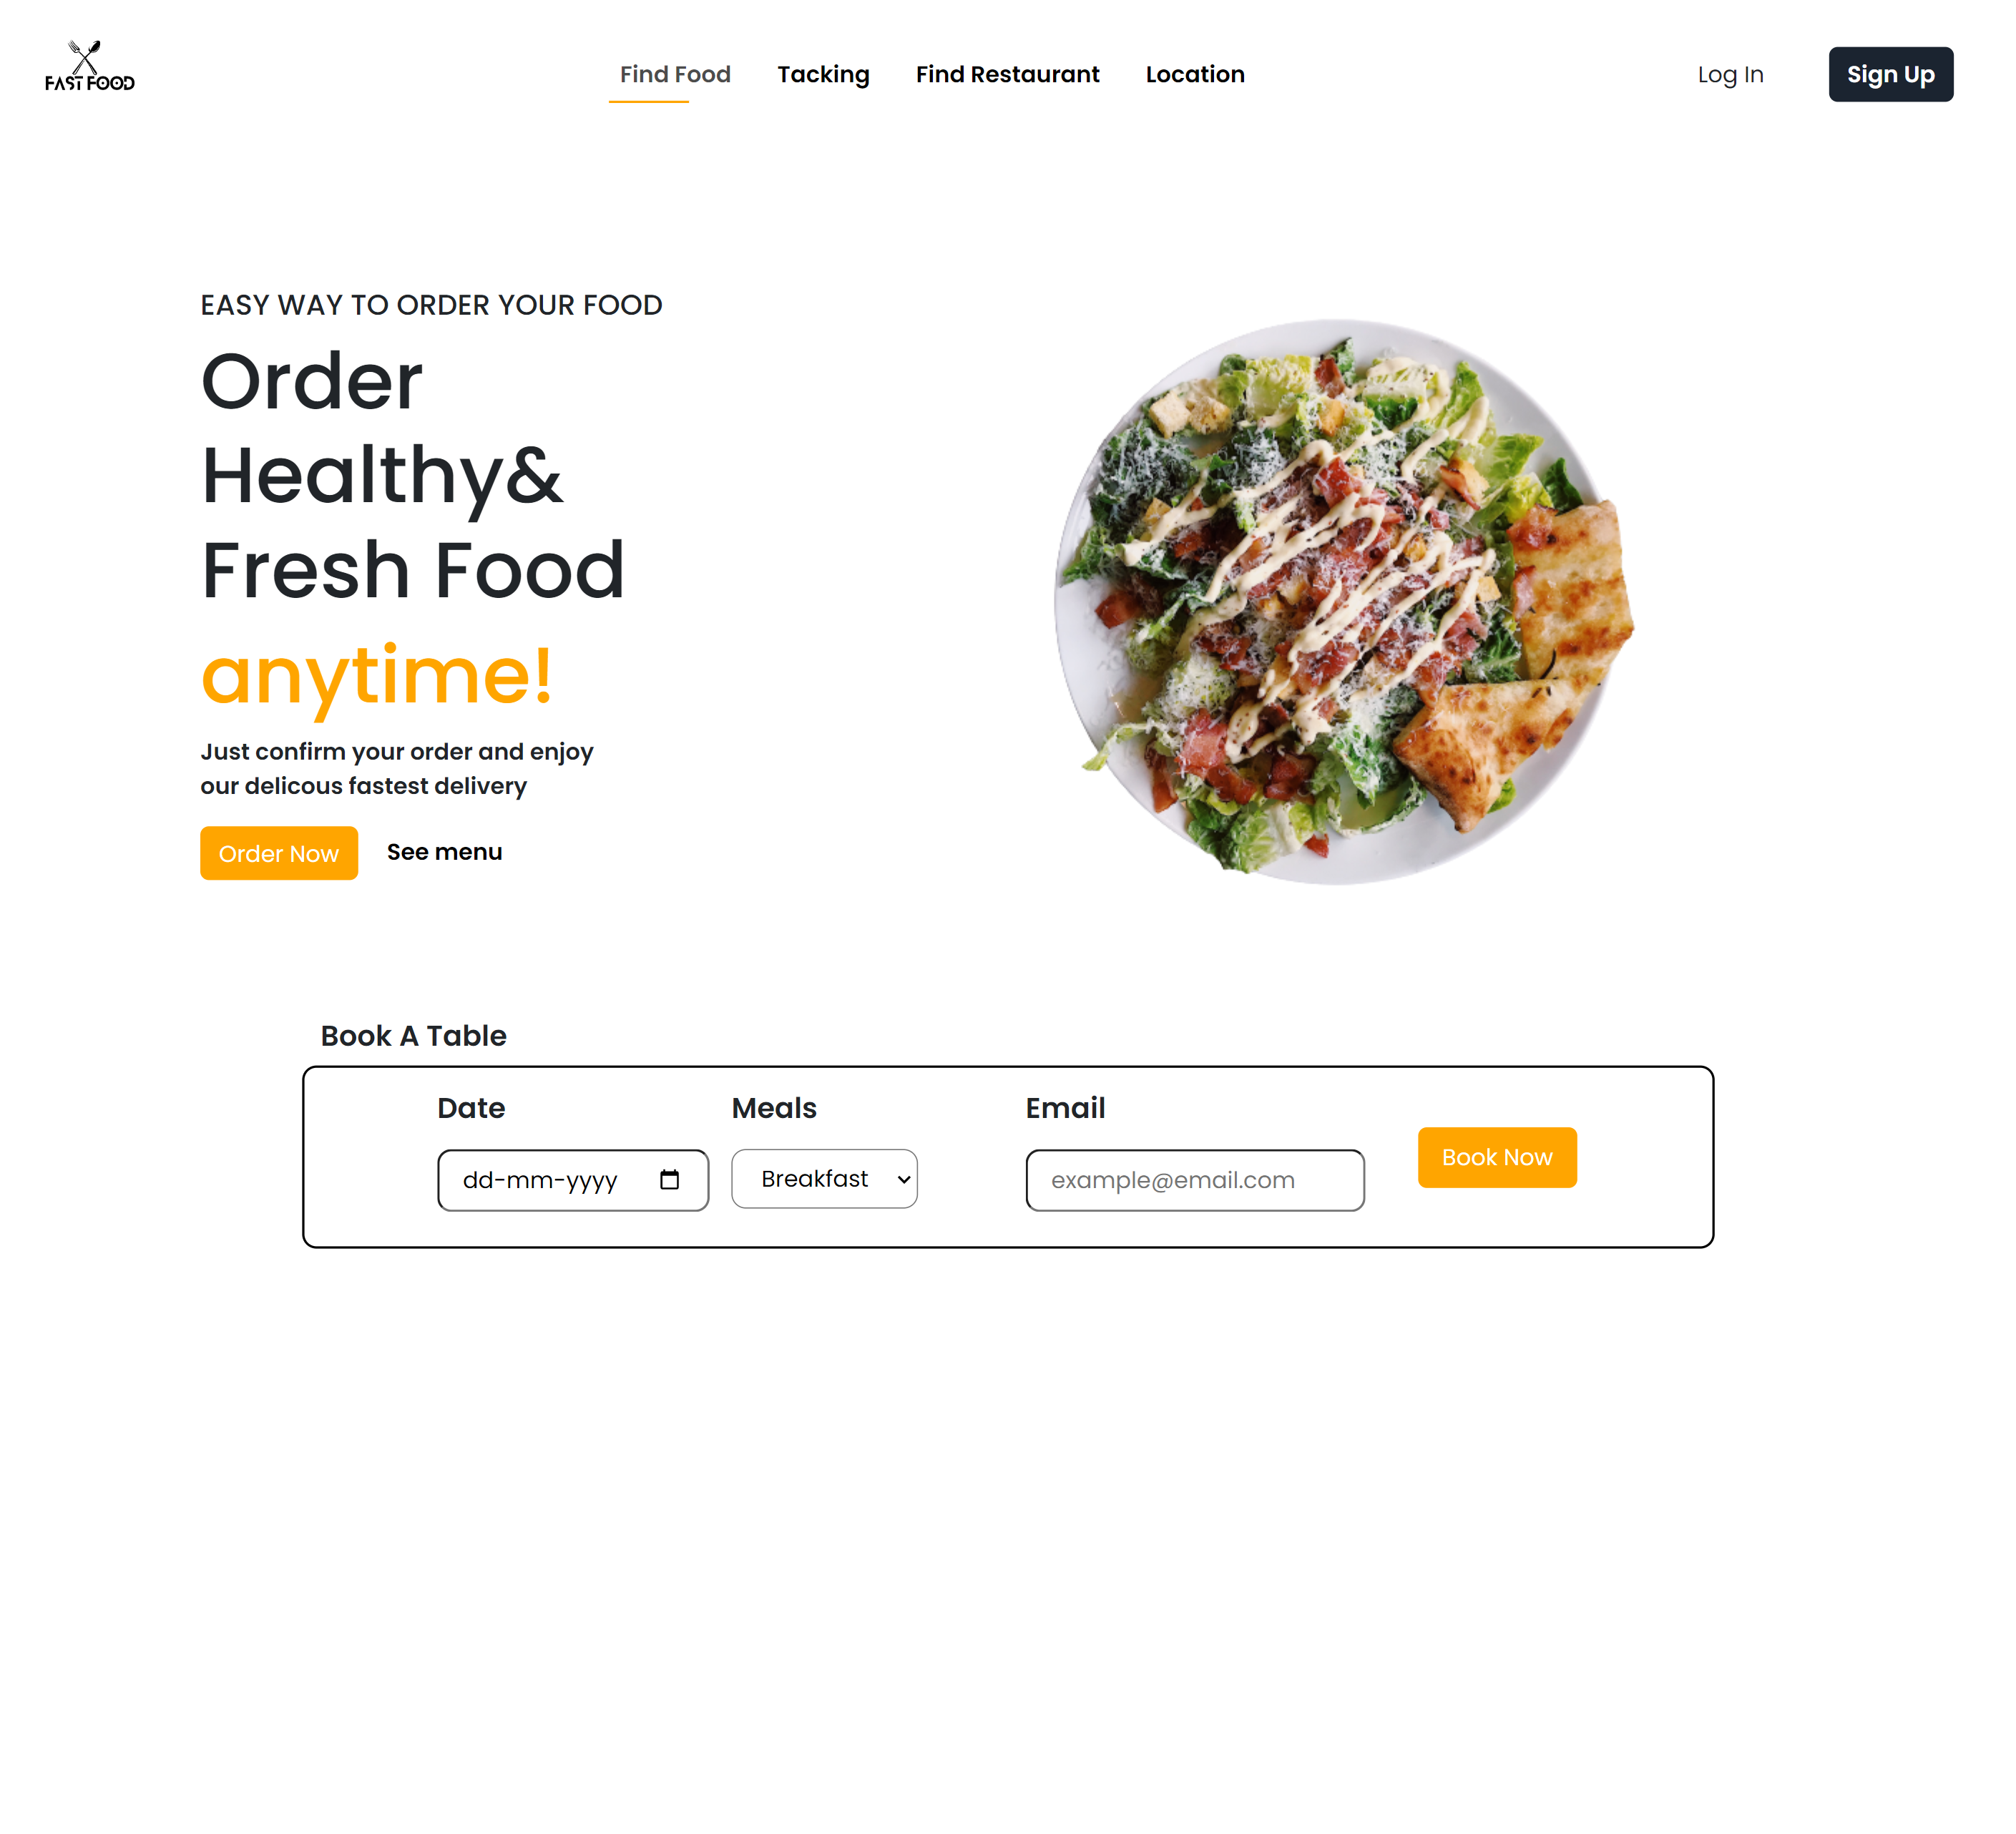 FAST FOOD
Find Food
Tacking
Find Restaurant
Location
Log In
Sign Up
EASY WAY TO ORDER YOUR FOOD
Order
Healthy&
Fresh Food
anytime!
Just confirm your order and enjoy
our delicous fastest delivery
Order Now
See menu
Book A Table
Date
Meals
Email
dd-mm-yyyy
Breakfast
example@email.com
Book Now